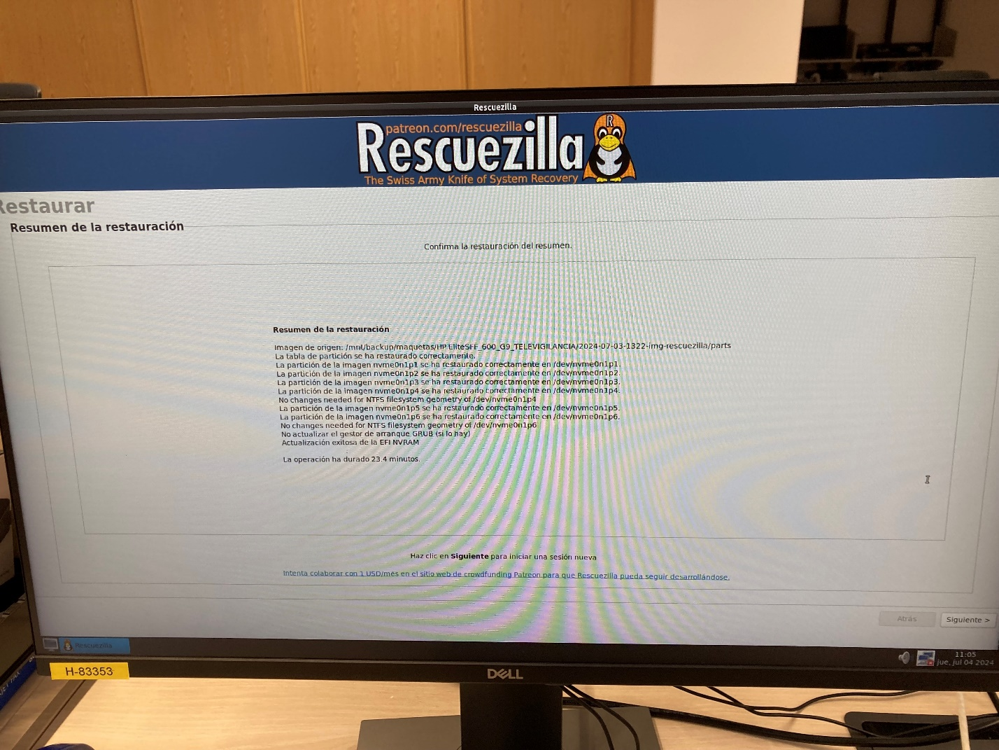 Rescuezilla
patreon.com/rescuezilla
Rescuezilla
R
The Swiss Army Knife of System Recovery
Restaurar
Resumen de la restauración
Confirma la restauración del resumen.
Resumen de la restauración
Imagen de origen: /mnt/backup/maquetas/HP EliteSFF_600_G9_TELEVIGILANCIA/2024-07-03-1322-img-rescuezilla/parts
La tabla de partición se ha restaurado correctamente.
La partición de la imagen nvme0n1p1 se ha restaurado correctamente en /dev/nvme0n1p1.
La partición de la imagen nvme0n1p2 se ha restaurado correctamente en /dev/nvme0n1p2.
La partición de la imagen nvme0n1p3 se ha restaurado correctamente en /dev/nvme0n1p3.
La partición de la imagen nvme0n1p4 se ha restaurado correctamente en /dev/nvme0n1p4.
No changes needed for NTFS filesystem geometry of /dev/nvme0n1p4
La partición de la imagen nvme0n1p5 se ha restaurado correctamente en /dev/nvme0n1p5.
La partición de la imagen nvme0n1p6 se ha restaurado correctamente en /dev/nvme0n1p6.
No changes needed for NTFS filesystem geometry of /dev/nvme0n1p6
No actualizar el gestor de arranque GRUB (si lo hay)
Actualización exitosa de la EFI NVRAM
La operación ha durado 23.4 minutos.
Haz clic en Siguiente para iniciar una sesión nueva
Intenta colaborar con 1 USD/mes en el sitio web de crowdfunding Patreon para que Rescuezilla pueda seguir desarrollándose.
Atrás
Siguiente >
Rescuezilla
11:05
jue, jul 04 2024
H-83353
DELL